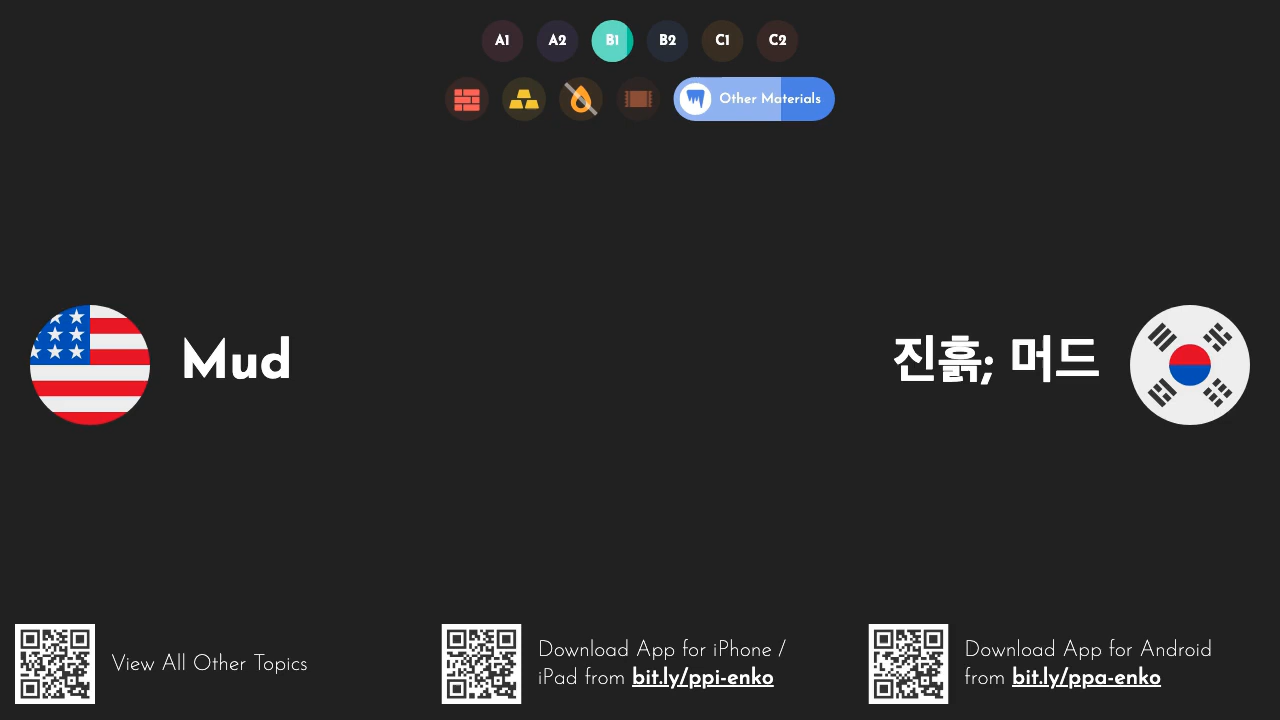 A1 A2 B1 B2 C1 C2
Other Materials
Mud
진흙; 머드
View All Other Topics
Download App for iPhone /
iPad from bit.ly/ppi-enko
Download App for Android
from bit.ly/ppa-enko